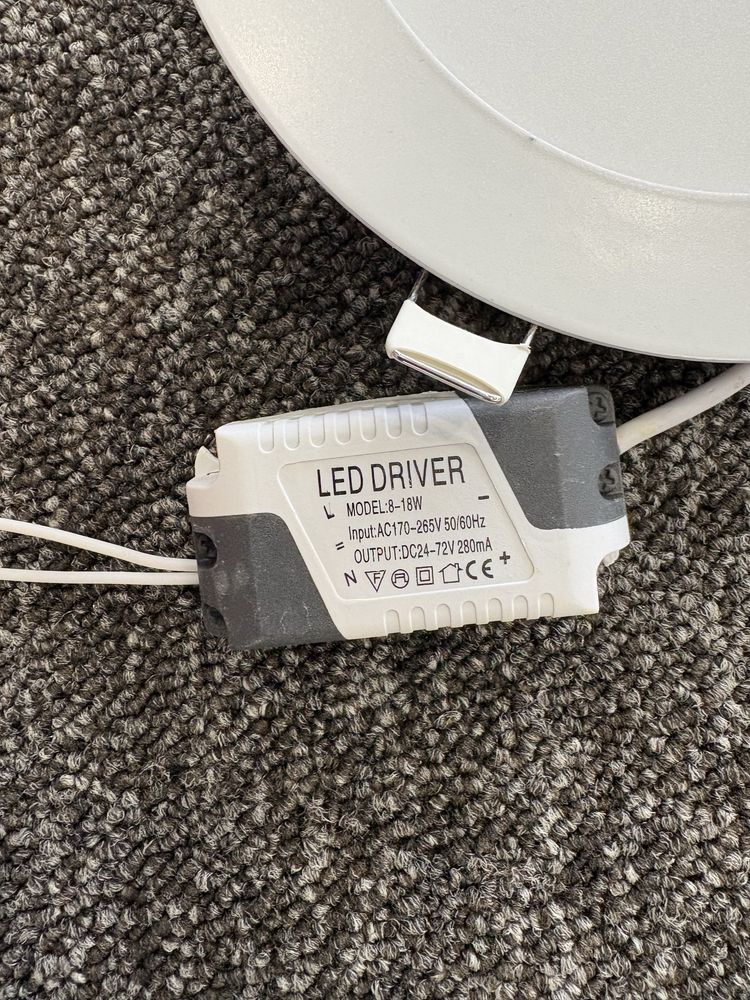 LED DRIVER
MODEL:8-18W
L
-
Input:AC170-265V 50/60Hz
=
OUTPUT:DC24-72V 280mA
+
N F CE